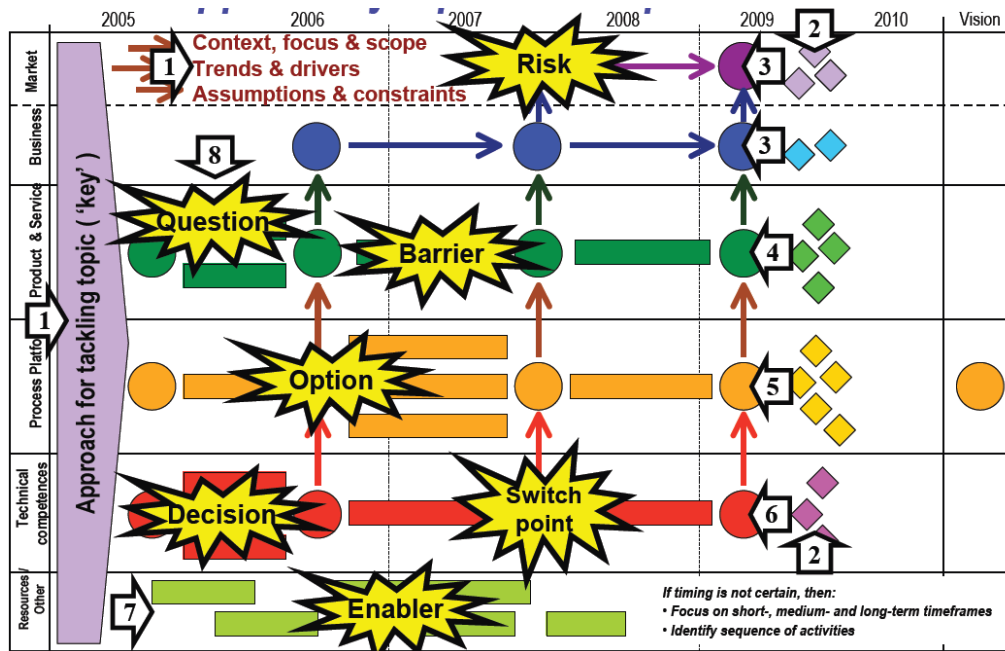 2005 2006 2007 2008 2009 2010 Vision
Market
Business
Product & Service
Technical
competences
Resources /
Other
Approach for tackling topic ( 'key' )
Context, focus & scope
Trends & drivers
Assumptions & constraints
1
Risk
3
2
3
8
Question
Barrier
4
1
Option
5
Decision
Switch
point
6
2
7
Enabler
If timing is not certain, then:
• Focus on short-, medium- and long-term timeframes
• Identify sequence of activities